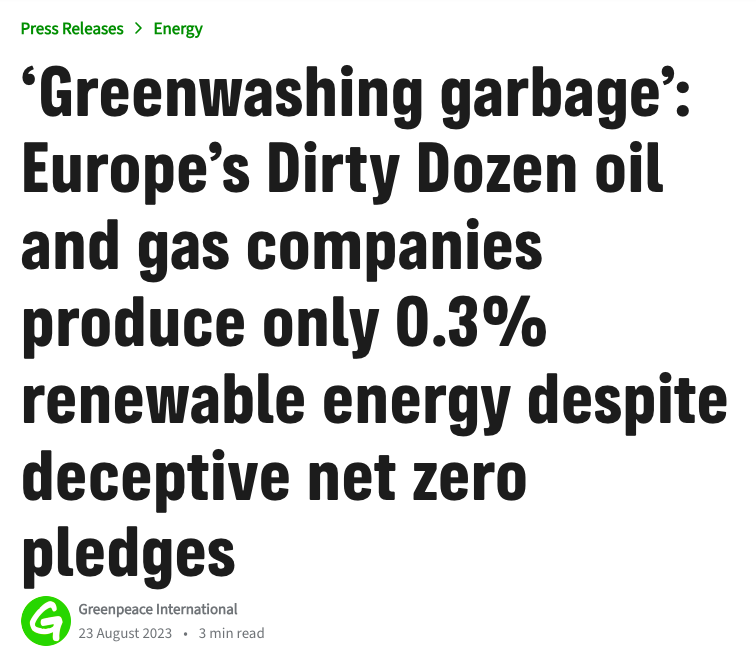 Press Releases > Energy
‘Greenwashing garbage’:
Europe’s Dirty Dozen oil
and gas companies
produce only 0.3%
renewable energy despite
deceptive net zero
pledges
Greenpeace International
23 August 2023 • 3 min read